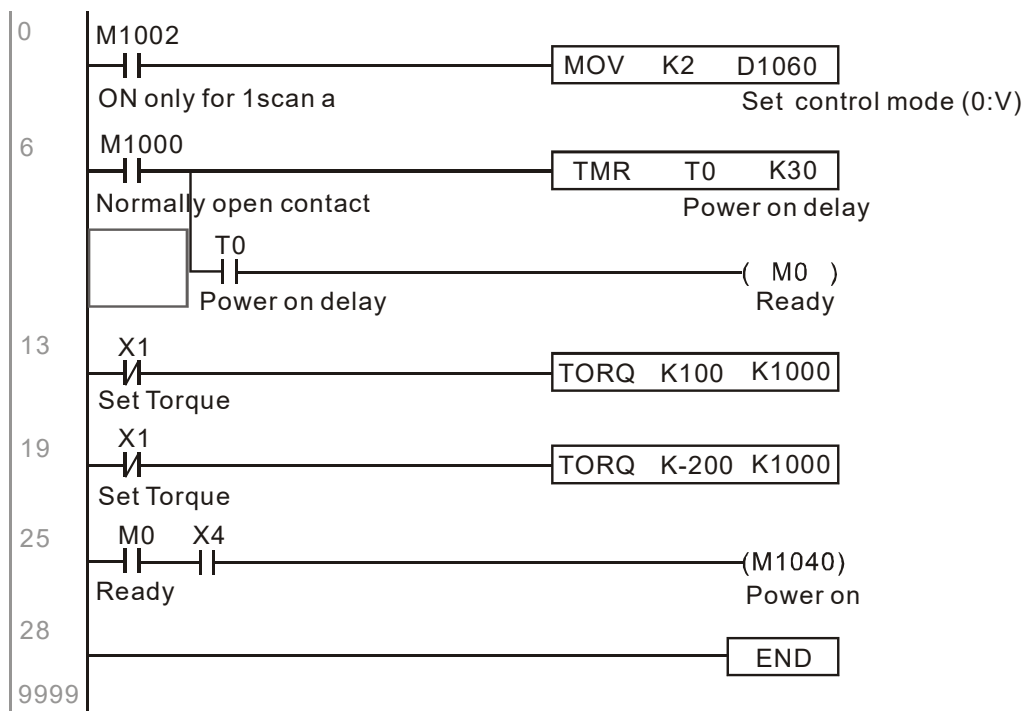 0
M1002
MOV K2 D1060
ON only for 1scan a
Set control mode (0:V)
6
M1000
TMR T0 K30
Normally open contact
Power on delay
T0
( M0 )
Power on delay
Ready
13
X1
TORQ K100 K1000
Set Torque
19
X1
TORQ K-200 K1000
Set Torque
25
M0 X4
(M1040)
Ready
Power on
28
END
9999